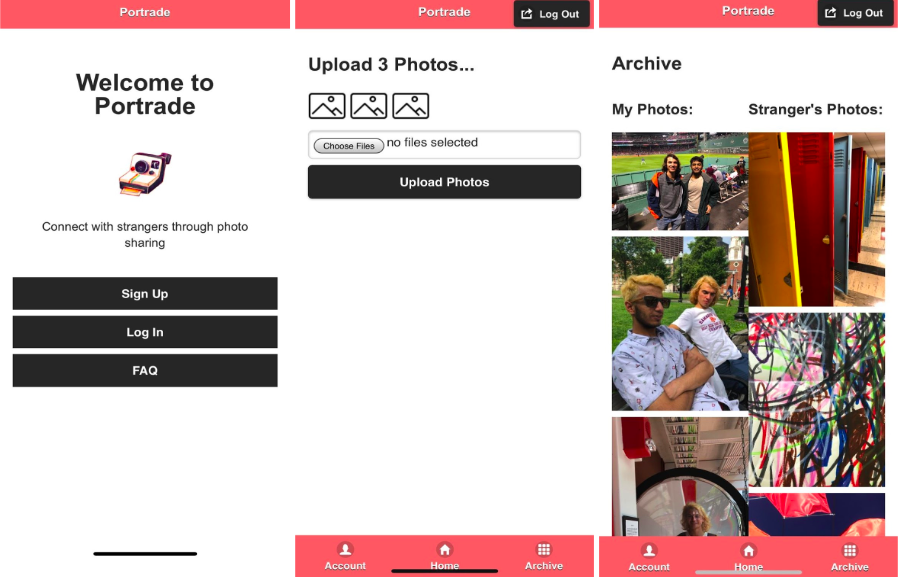 Portrade
Welcome to
Portrade
Connect with strangers through photo
sharing
Sign Up
Log In
FAQ
Portrade
Log Out
Upload 3 Photos...
Choose Files no files selected
Upload Photos
Account
Home
Archive
Portrade
Log Out
Archive
My Photos:
Stranger's Photos:
Account
Home
Archive